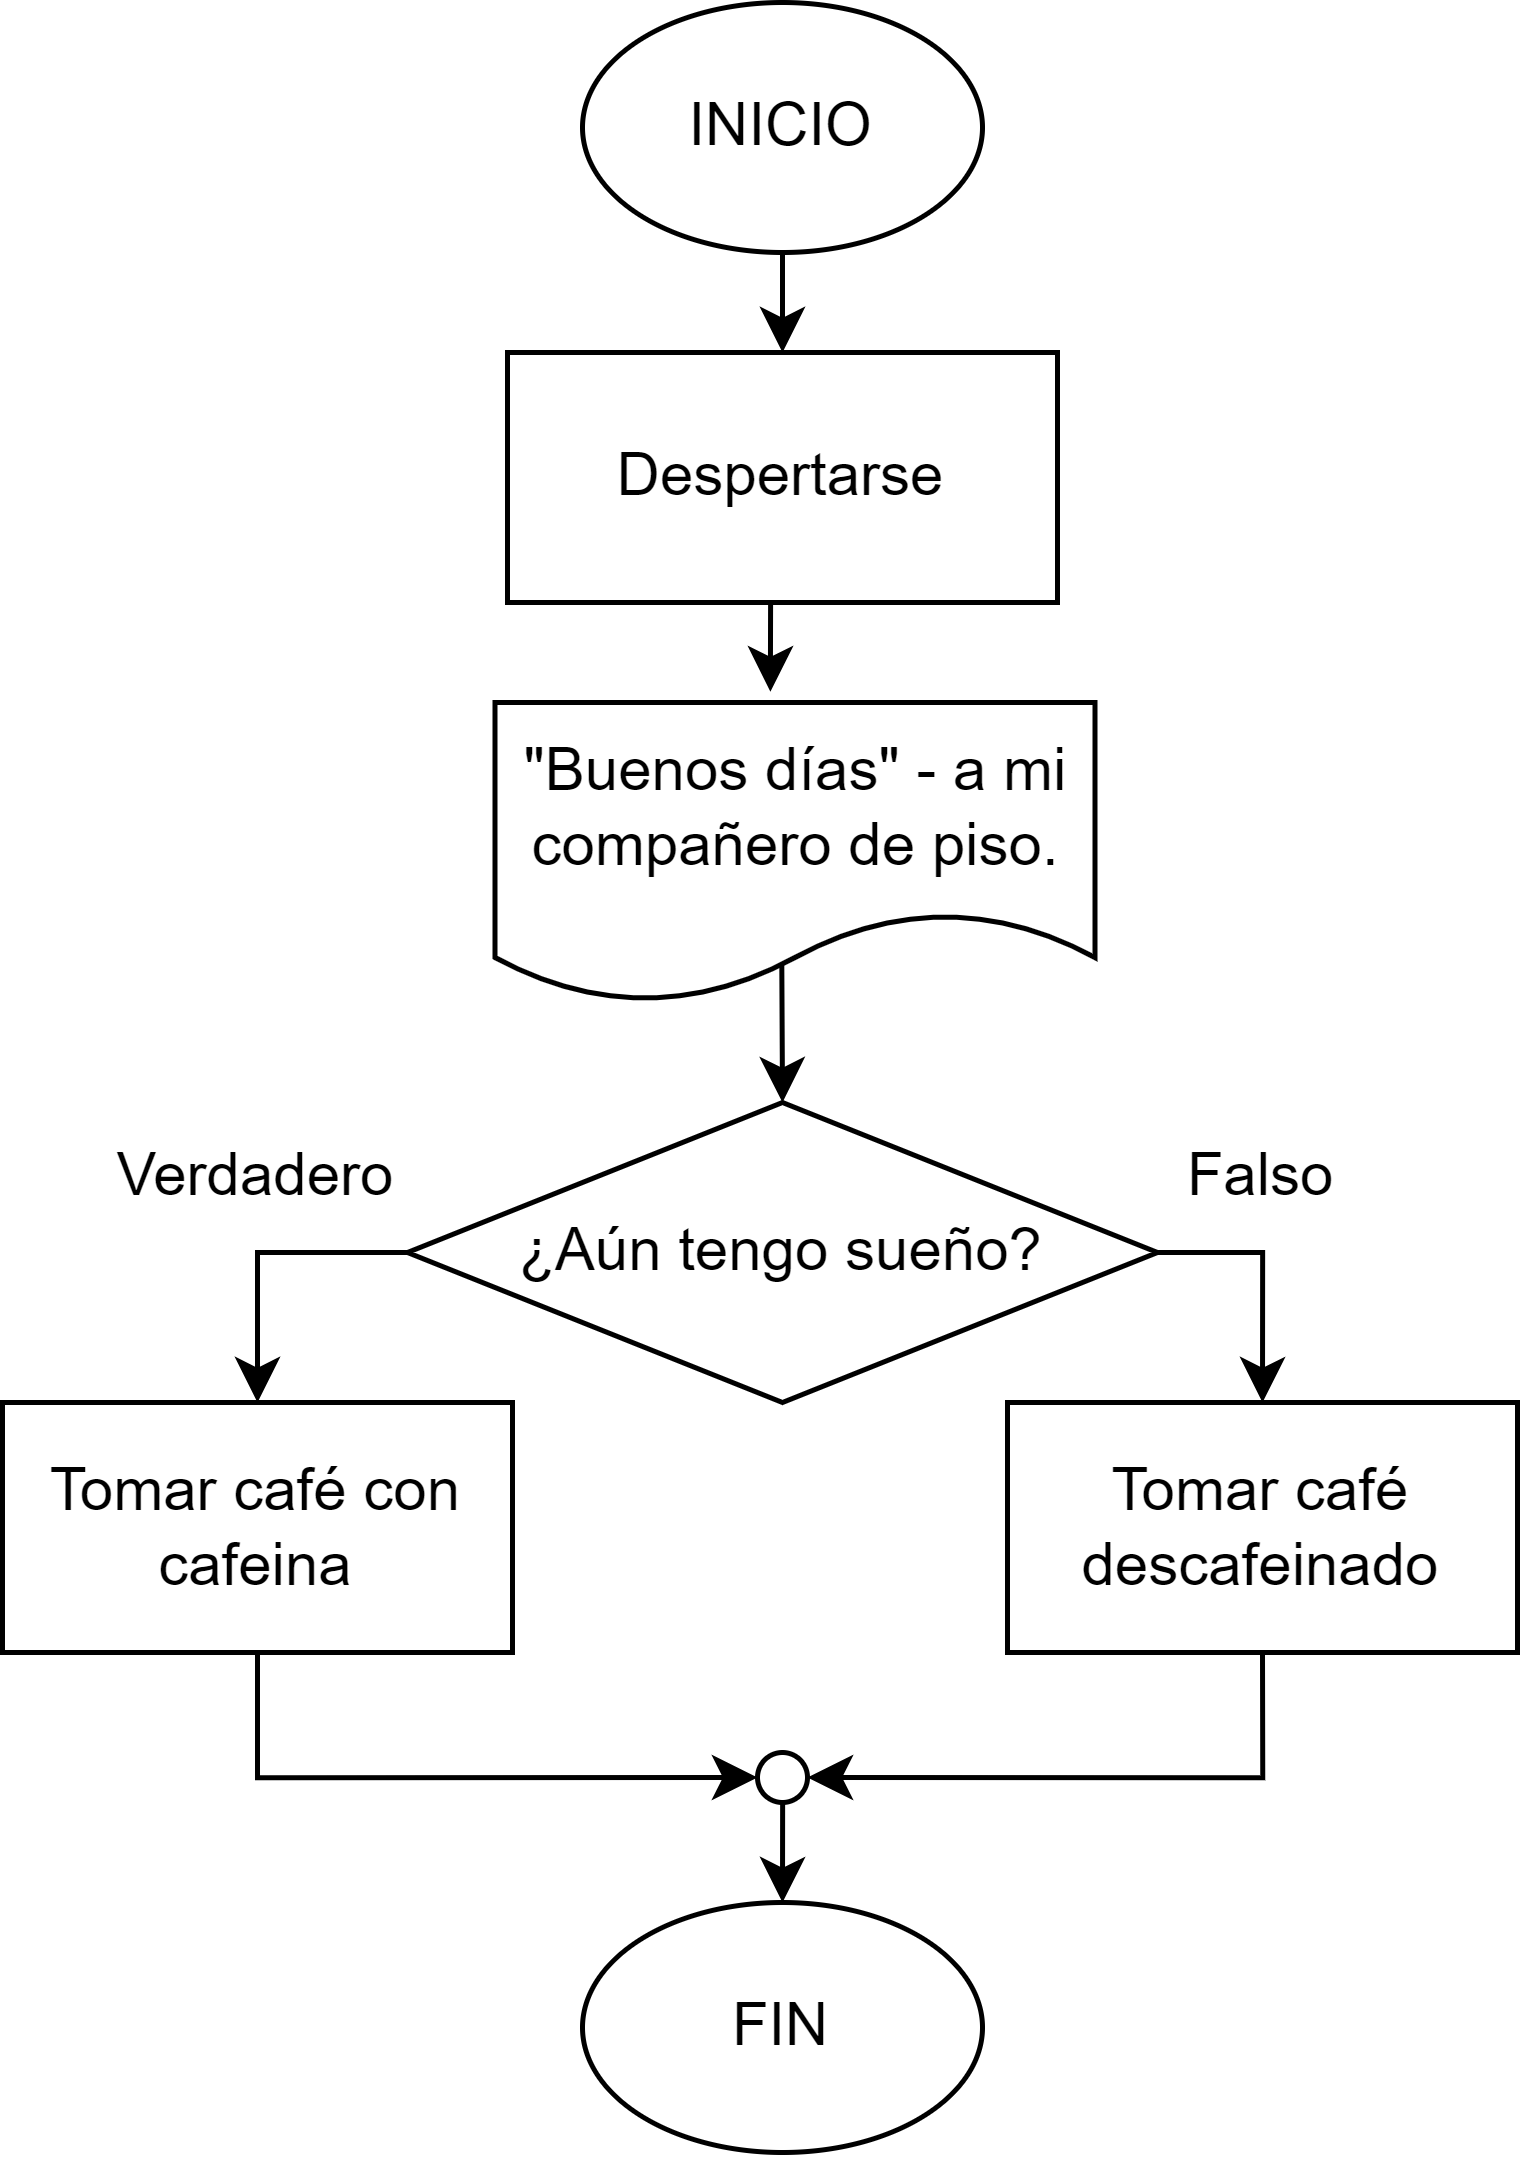 INICIO
Despertarse
"Buenos días" - a mi
compañero de piso.
Verdadero
Falso
¿Aún tengo sueño?
Tomar café con
cafeina
Tomar café
descafeinado
FIN